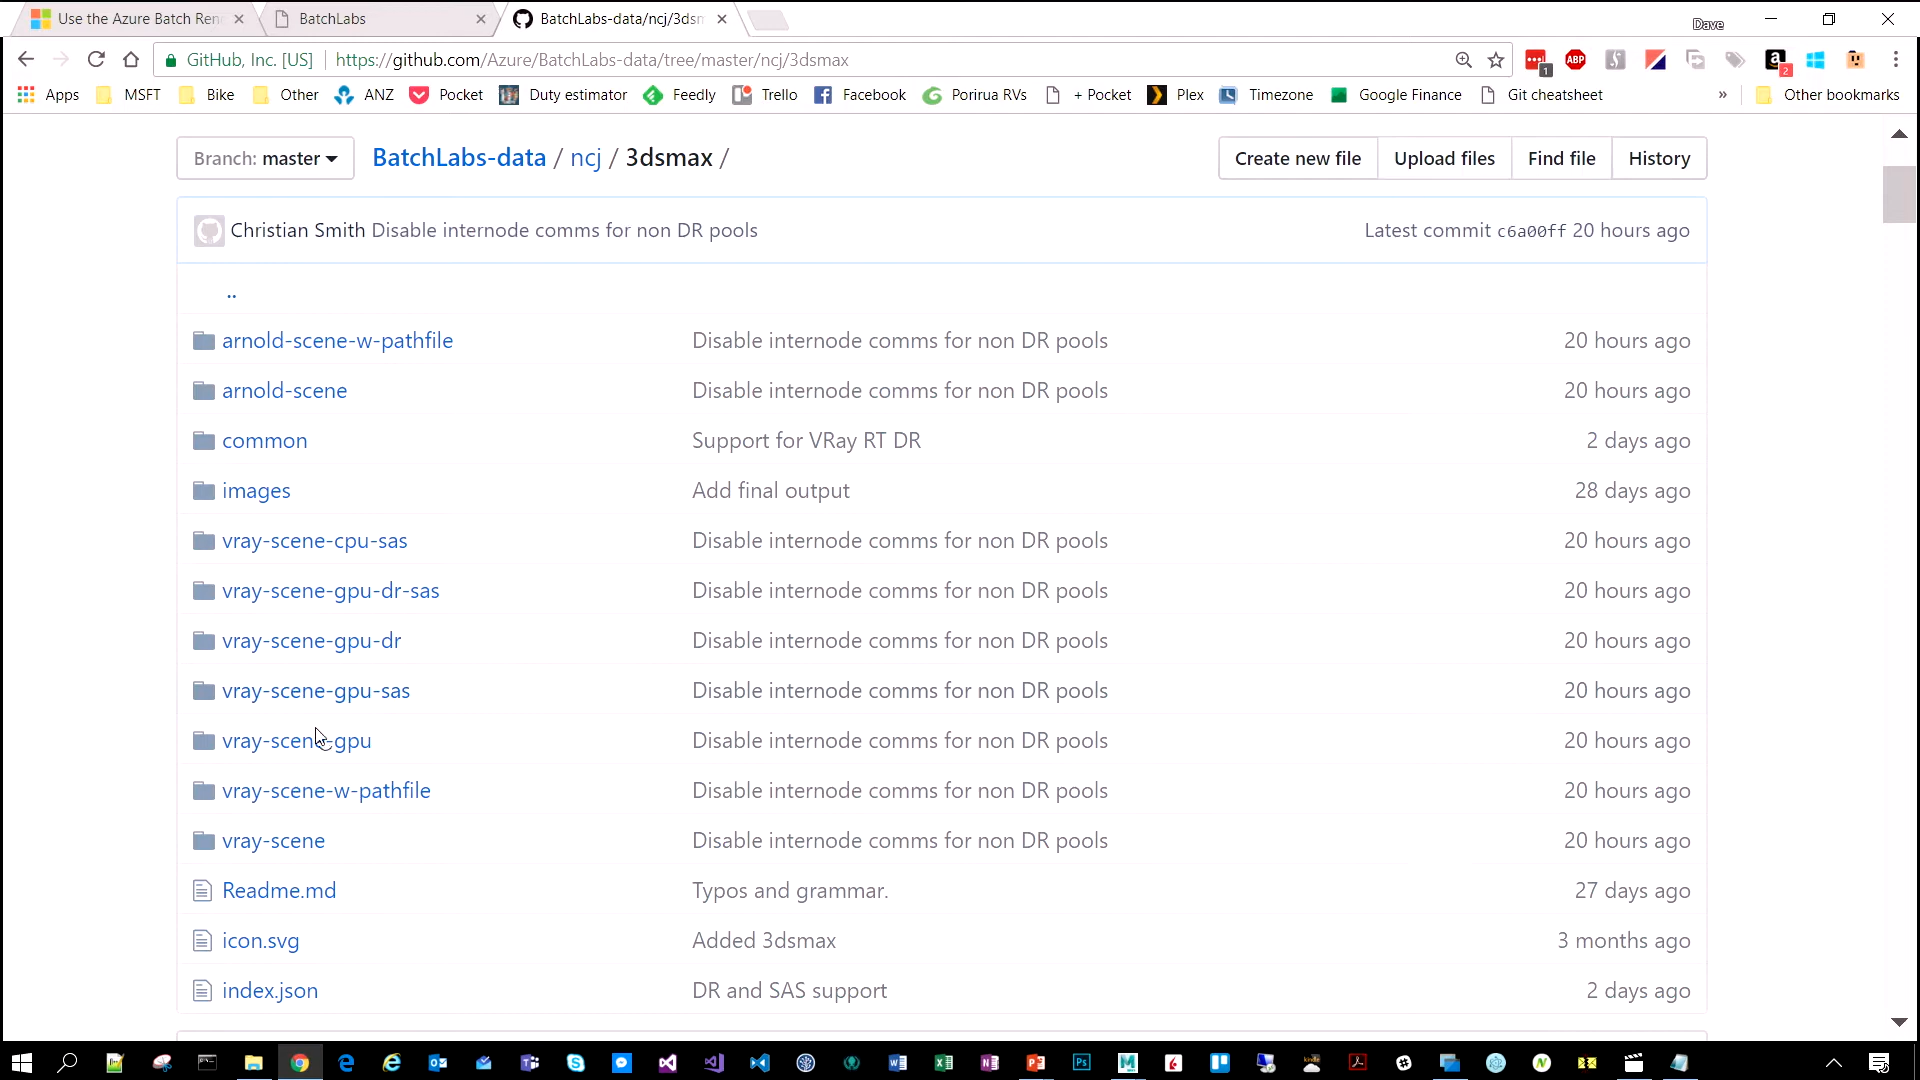 Use the Azure Batch Ren
BatchLabs
BatchLabs-data/ncj/3dsm
Dave
GitHub, Inc. [US]
https://github.com/Azure/BatchLabs-data/tree/master/ncj/3dsmax
Apps MSFT Bike Other ANZ Pocket Duty estimator Feedly Trello Facebook Porirua RVs + Pocket Plex Timezone Google Finance Git cheatsheet » Other bookmarks
Branch: master
BatchLabs-data / ncj / 3dsmax /
Create new file Upload files Find file History
Christian Smith Disable internode comms for non DR pools
Latest commit c6a00ff 20 hours ago
..
arnold-scene-w-pathfile Disable internode comms for non DR pools 20 hours ago
arnold-scene Disable internode comms for non DR pools 20 hours ago
common Support for VRay RT DR 2 days ago
images Add final output 28 days ago
vray-scene-cpu-sas Disable internode comms for non DR pools 20 hours ago
vray-scene-gpu-dr-sas Disable internode comms for non DR pools 20 hours ago
vray-scene-gpu-dr Disable internode comms for non DR pools 20 hours ago
vray-scene-gpu-sas Disable internode comms for non DR pools 20 hours ago
vray-scene-gpu Disable internode comms for non DR pools 20 hours ago
vray-scene-w-pathfile Disable internode comms for non DR pools 20 hours ago
vray-scene Disable internode comms for non DR pools 20 hours ago
Readme.md Typos and grammar. 27 days ago
icon.svg Added 3dsmax 3 months ago
index.json DR and SAS support 2 days ago